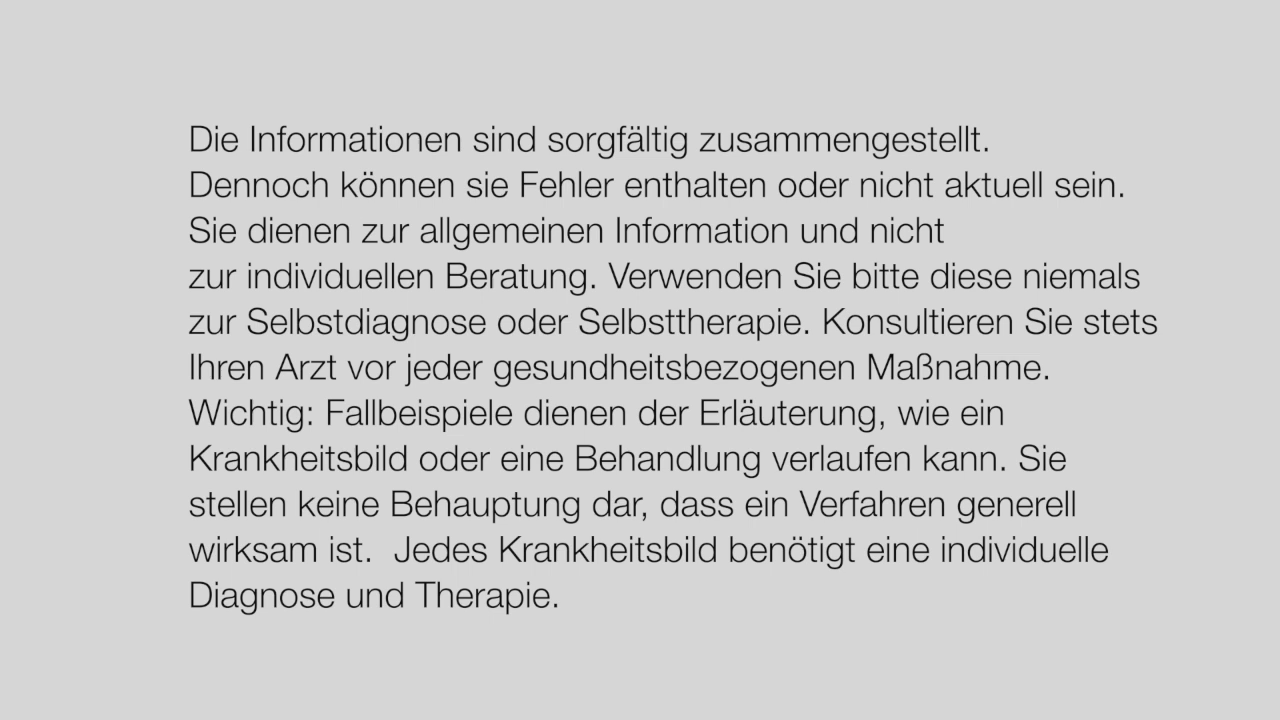 Die Informationen sind sorgfältig zusammengestellt.
Dennoch können sie Fehler enthalten oder nicht aktuell sein.
Sie dienen zur allgemeinen Information und nicht
zur individuellen Beratung. Verwenden Sie bitte diese niemals
zur Selbstdiagnose oder Selbsttherapie. Konsultieren Sie stets
Ihren Arzt vor jeder gesundheitsbezogenen Maßnahme.
Wichtig: Fallbeispiele dienen der Erläuterung, wie ein
Krankheitsbild oder eine Behandlung verlaufen kann. Sie
stellen keine Behauptung dar, dass ein Verfahren generell
wirksam ist.  Jedes Krankheitsbild benötigt eine individuelle
Diagnose und Therapie.